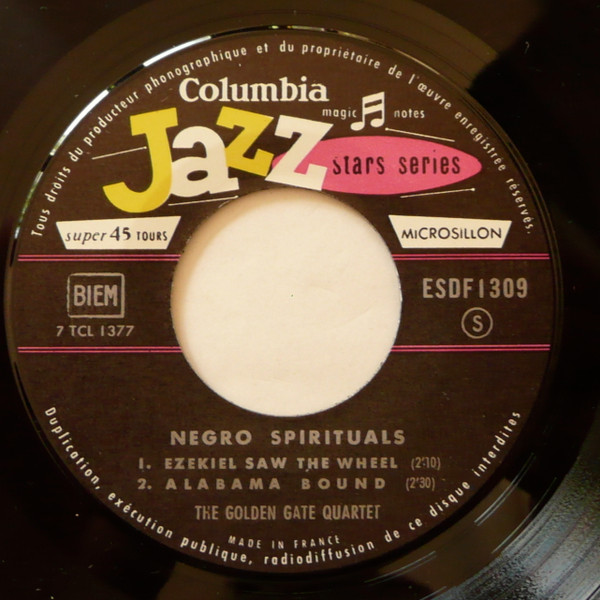 Tous droits du producteur phonographique et du propriétaire de l'œuvre enregistrée réservés.
Columbia
magic notes
Jazz
stars series
super 45 TOURS
MICROSILLON
BIEM
ESDF 1309
7 TCL 1377
S
NEGRO SPIRITUALS
1. EZEKIEL SAW THE WHEEL (2'10)
2. ALABAMA BOUND (2'30)
THE GOLDEN GATE QUARTET
MADE IN FRANCE
Duplication, exécution publique, radiodiffusion de ce disque interdites